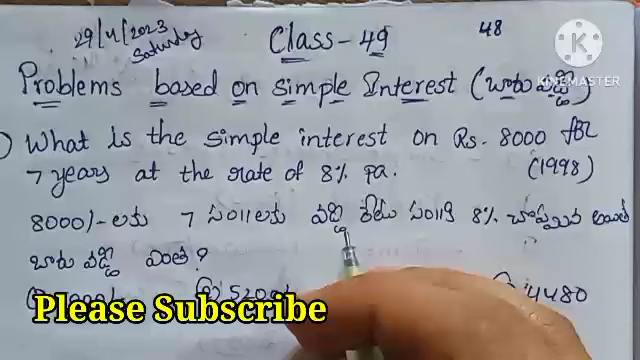 29/4/2023
Saturday
Class-49
48
KINEMASTER
Problems based on simple Interest (బారు వడ్డీ)
What is the simple interest on Rs. 8000 for
7 years at the rate of 8% pa. (1998)
8000/-లకు 7 సం॥లకు వడ్డీ రేటు సం॥కి 8% చొప్పున అయితే
బారు వడ్డీ ఎంత?
5200 4480
Please Subscribe